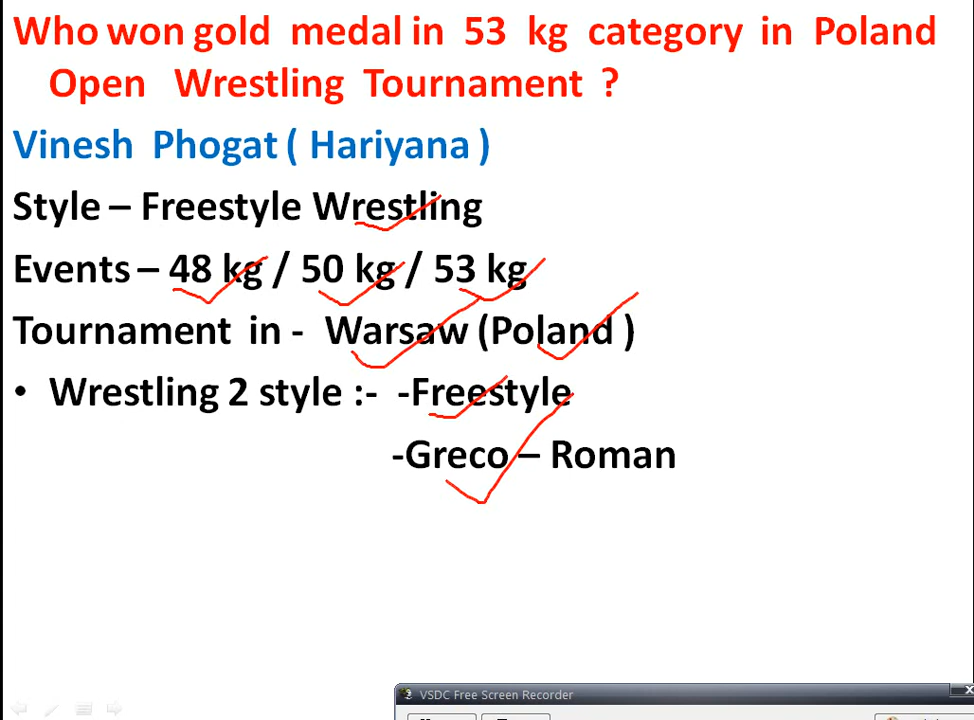 Who won gold medal in 53 kg category in Poland
Open Wrestling Tournament ?
Vinesh Phogat ( Hariyana )
Style – Freestyle Wrestling
Events – 48 kg / 50 kg / 53 kg
Tournament in - Warsaw (Poland )
• Wrestling 2 style :- -Freestyle
-Greco – Roman
VSDC Free Screen Recorder